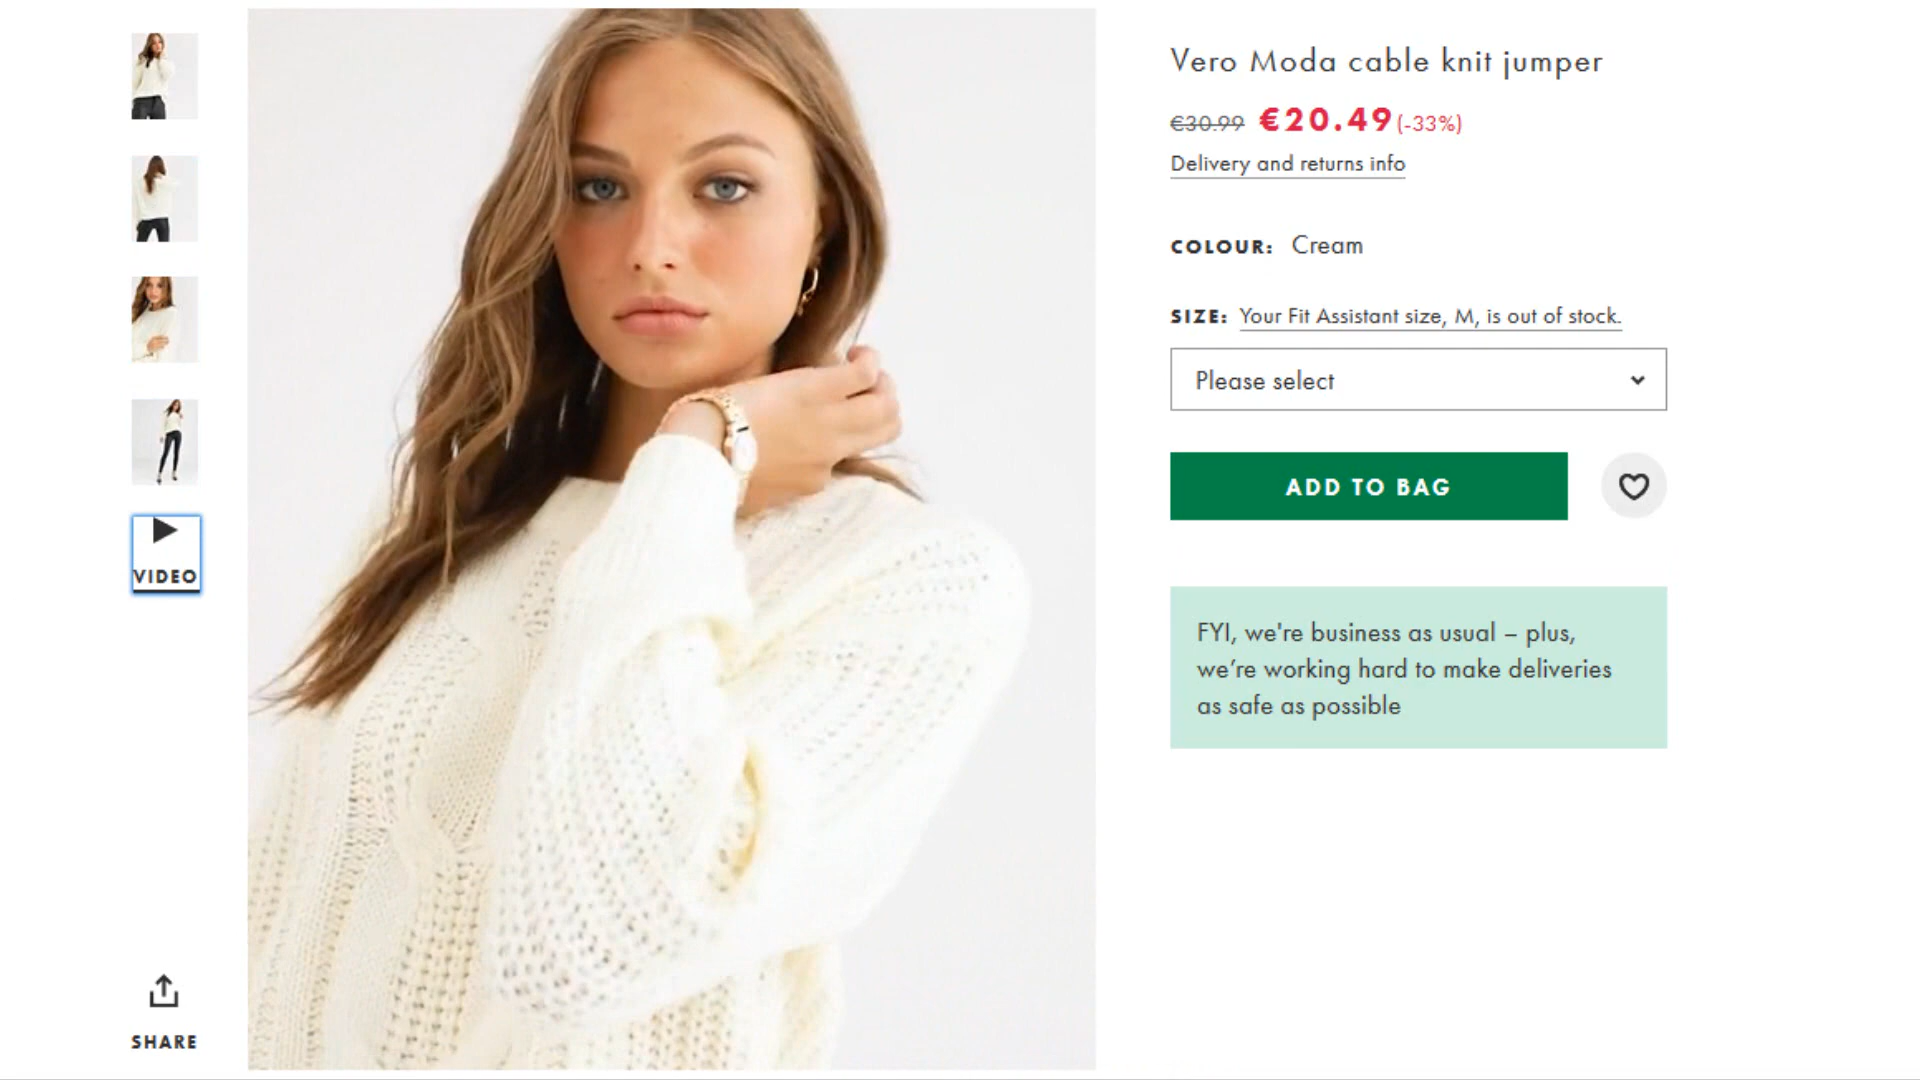 Vero Moda cable knit jumper
€30.99 €20.49 (-33%)
Delivery and returns info
COLOUR: Cream
SIZE: Your Fit Assistant size, M, is out of stock.
Please select
ADD TO BAG
FYI, we're business as usual – plus,
we’re working hard to make deliveries
as safe as possible
VIDEO
SHARE